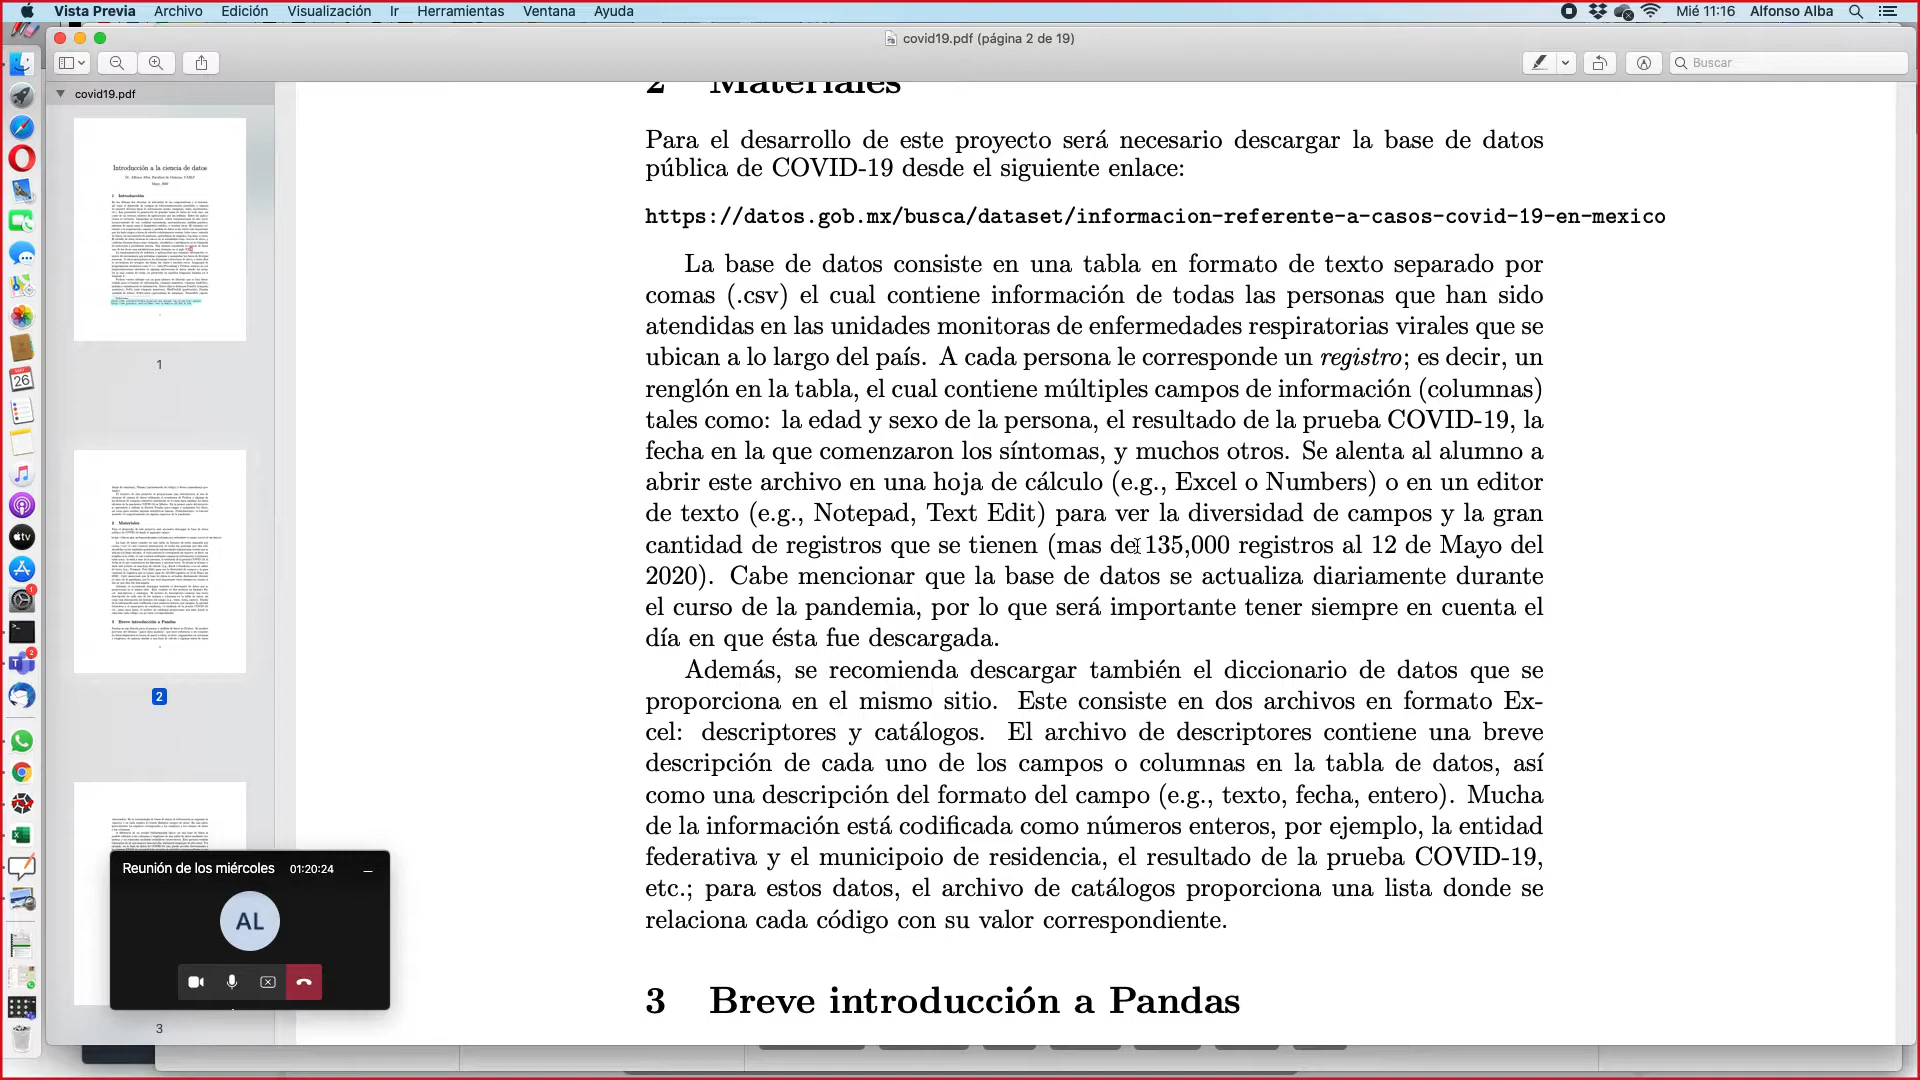 Vista Previa Archivo Edición Visualización Ir Herramientas Ventana Ayuda Mié 11:16 Alfonso Alba
covid19.pdf (página 2 de 19)
Buscar
covid19.pdf
Introducción a la ciencia de datos
1
2
3
2 Materiales
Para el desarrollo de este proyecto será necesario descargar la base de datos
pública de COVID-19 desde el siguiente enlace:
https://datos.gob.mx/busca/dataset/informacion-referente-a-casos-covid-19-en-mexico
La base de datos consiste en una tabla en formato de texto separado por
comas (.csv) el cual contiene información de todas las personas que han sido
atendidas en las unidades monitoras de enfermedades respiratorias virales que se
ubican a lo largo del país. A cada persona le corresponde un registro; es decir, un
renglón en la tabla, el cual contiene múltiples campos de información (columnas)
tales como: la edad y sexo de la persona, el resultado de la prueba COVID-19, la
fecha en la que comenzaron los síntomas, y muchos otros. Se alenta al alumno a
abrir este archivo en una hoja de cálculo (e.g., Excel o Numbers) o en un editor
de texto (e.g., Notepad, Text Edit) para ver la diversidad de campos y la gran
cantidad de registros que se tienen (mas de 135,000 registros al 12 de Mayo del
2020). Cabe mencionar que la base de datos se actualiza diariamente durante
el curso de la pandemia, por lo que será importante tener siempre en cuenta el
día en que ésta fue descargada.
Además, se recomienda descargar también el diccionario de datos que se
proporciona en el mismo sitio. Este consiste en dos archivos en formato Ex-
cel: descriptores y catálogos. El archivo de descriptores contiene una breve
descripción de cada uno de los campos o columnas en la tabla de datos, así
como una descripción del formato del campo (e.g., texto, fecha, entero). Mucha
de la información está codificada como números enteros, por ejemplo, la entidad
federativa y el municipoio de residencia, el resultado de la prueba COVID-19,
etc.; para estos datos, el archivo de catálogos proporciona una lista donde se
relaciona cada código con su valor correspondiente.
3 Breve introducción a Pandas
Reunión de los miércoles 01:20:24
AL
26
tv
1
2